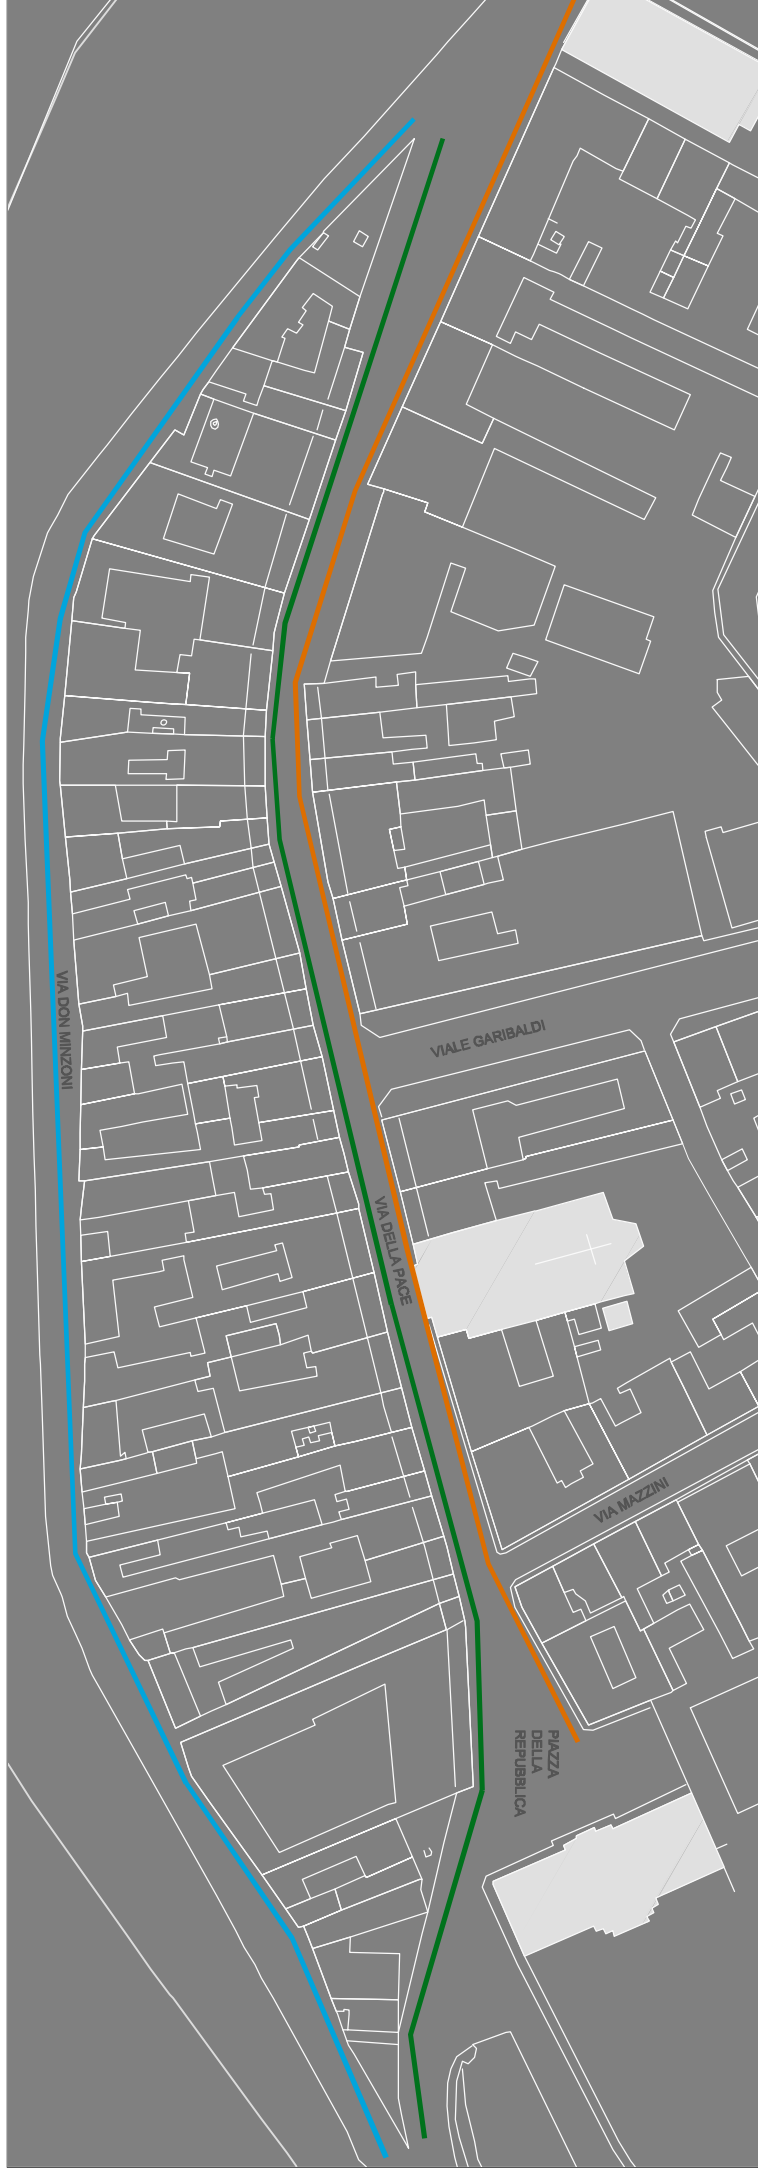 VIA DON MINZONI
VIALE GARIBALDI
VIA DELLA PACE
VIA MAZZINI
PIAZZA
DELLA
REPUBBLICA